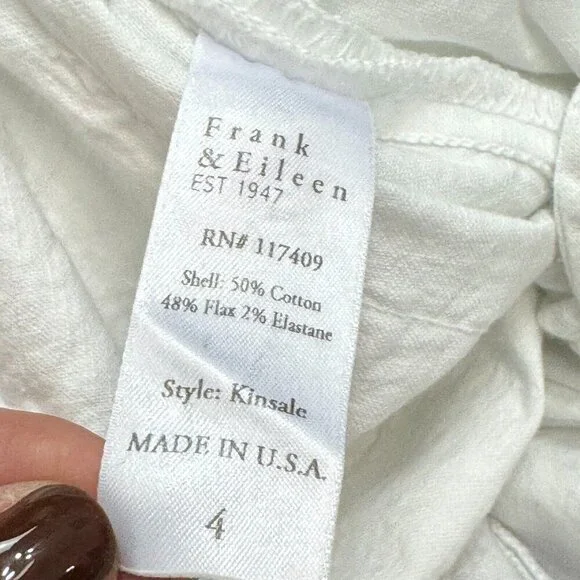 Frank
& Eileen
EST 1947
RN# 117409
Shell: 50% Cotton
48% Flax 2% Elastane
Style: Kinsale
MADE IN U.S.A.
4